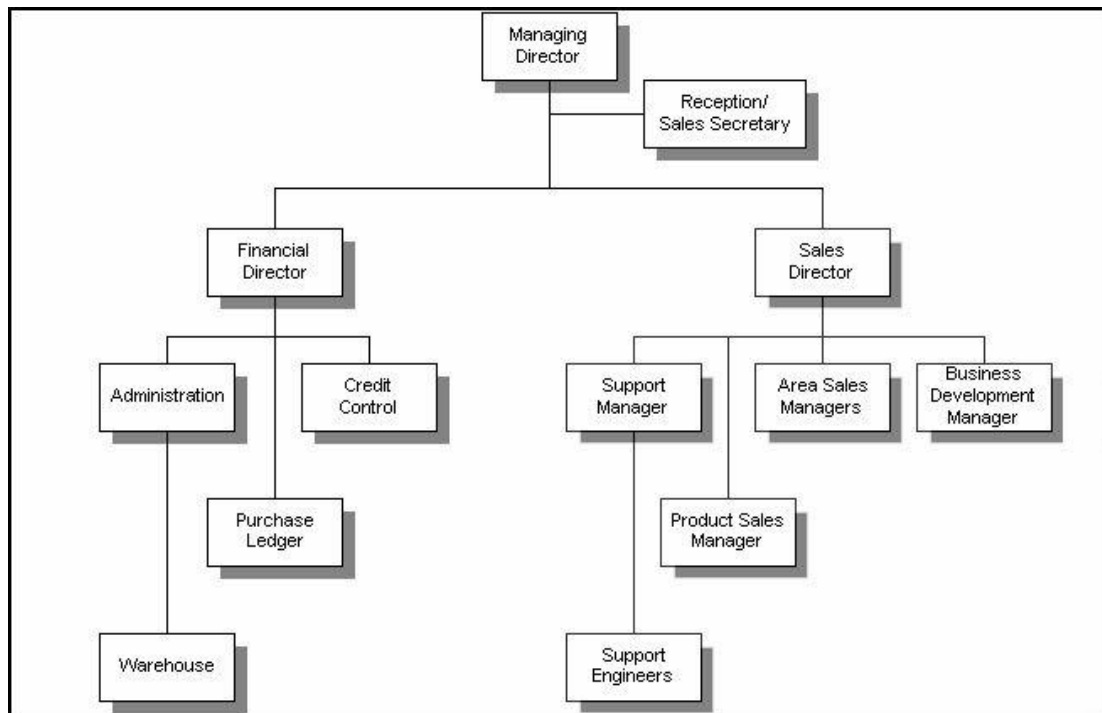 Managing
Director
Reception/
Sales Secretary
Financial
Director
Sales
Director
Administration
Credit
Control
Support
Manager
Area Sales
Managers
Business
Development
Manager
Purchase
Ledger
Product Sales
Manager
Warehouse
Support
Engineers